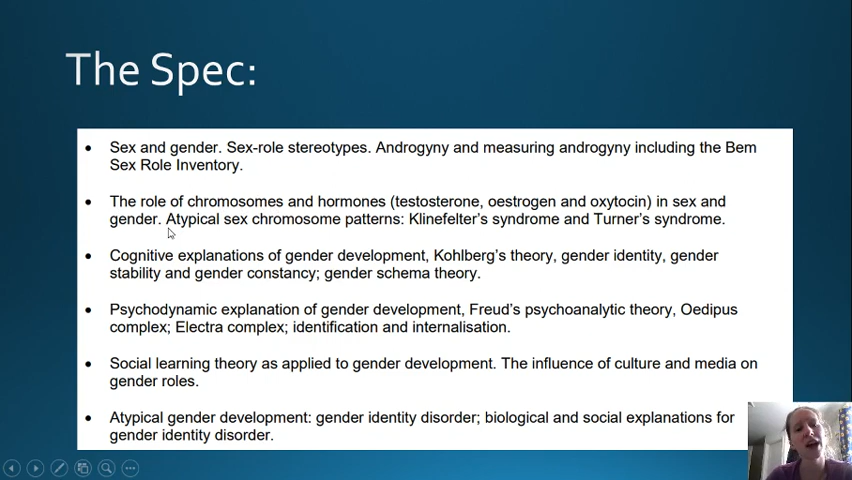 The Spec:
• Sex and gender. Sex-role stereotypes. Androgyny and measuring androgyny including the Bem
Sex Role Inventory.
• The role of chromosomes and hormones (testosterone, oestrogen and oxytocin) in sex and
gender. Atypical sex chromosome patterns: Klinefelter’s syndrome and Turner’s syndrome.
• Cognitive explanations of gender development, Kohlberg’s theory, gender identity, gender
stability and gender constancy; gender schema theory.
• Psychodynamic explanation of gender development, Freud’s psychoanalytic theory, Oedipus
complex; Electra complex; identification and internalisation.
• Social learning theory as applied to gender development. The influence of culture and media on
gender roles.
• Atypical gender development: gender identity disorder; biological and social explanations for
gender identity disorder.